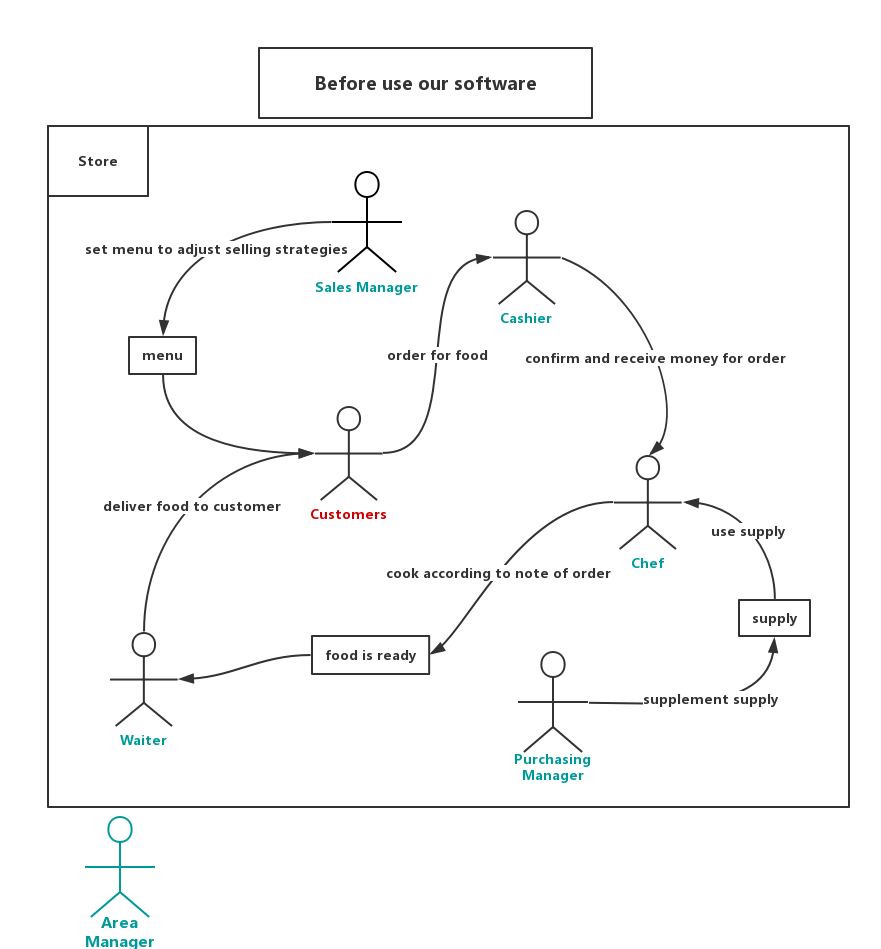 Before use our software
Store
set menu to adjust selling strategies
Sales Manager
Cashier
menu
order for food
confirm and receive money for order
deliver food to customer
Customers
use supply
Chef
cook according to note of order
supply
food is ready
supplement supply
Waiter
Purchasing
Manager
Area
Manager